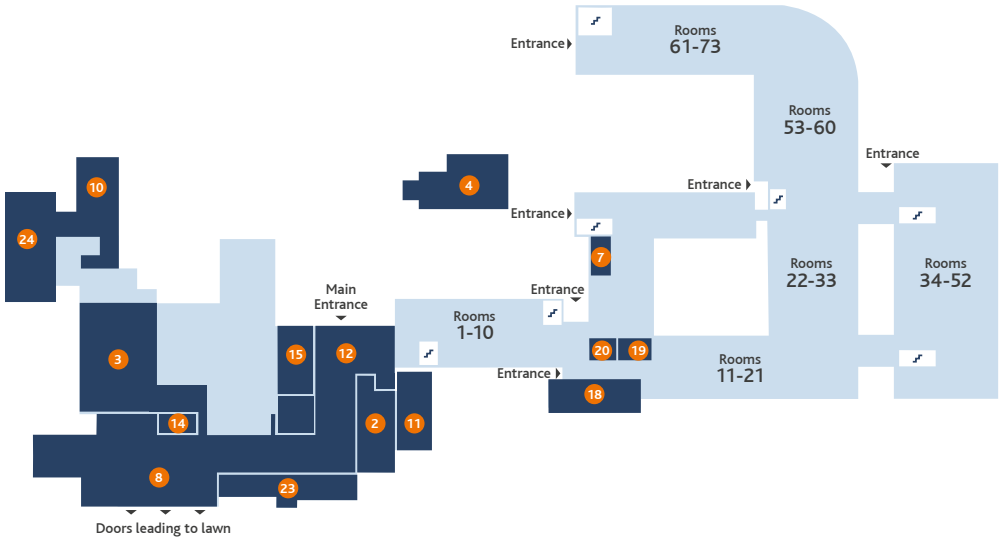 Rooms
61-73
Entrance
Rooms
53-60
Entrance
10
4
Entrance
Entrance
24
7
Rooms
22-33
Rooms
34-52
Main
Entrance
Entrance
Rooms
1-10
3
15
12
20
19
Entrance
Rooms
11-21
18
14
2
11
8
23
Doors leading to lawn